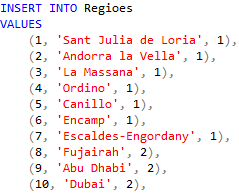 INSERT INTO Regioes
VALUES
(1, 'Sant Julia de Loria', 1),
(2, 'Andorra la Vella', 1),
(3, 'La Massana', 1),
(4, 'Ordino', 1),
(5, 'Canillo', 1),
(6, 'Encamp', 1),
(7, 'Escaldes-Engordany', 1),
(8, 'Fujairah', 2),
(9, 'Abu Dhabi', 2),
(10, 'Dubai', 2),